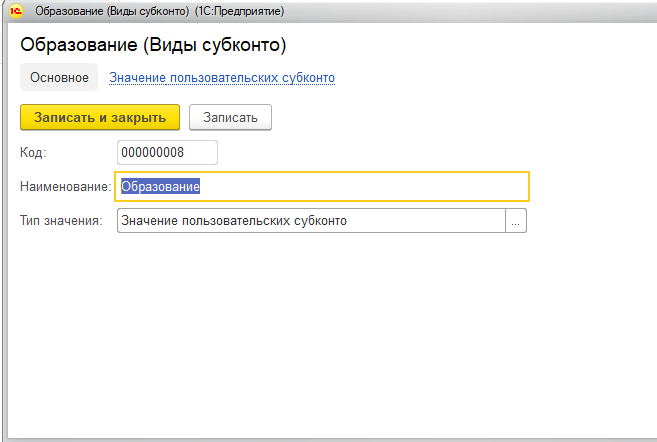 1С Образование (Виды субконто) (1С:Предприятие)
Образование (Виды субконто)
Основное Значение пользовательских субконто
Записать и закрыть Записать
Код: 000000008
Наименование: Образование
Тип значения: Значение пользовательских субконто ...